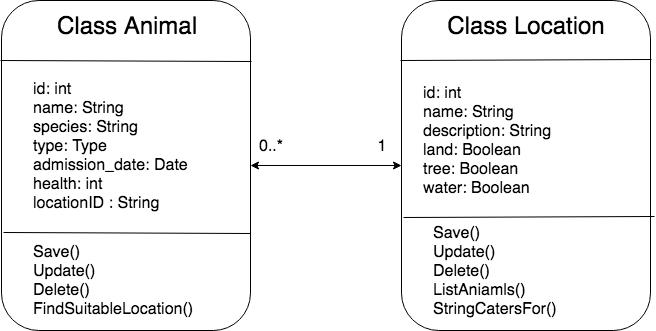 Class Animal
id: int
name: String
species: String
type: Type
admission_date: Date
health: int
locationID : String
Save()
Update()
Delete()
FindSuitableLocation()
0..*
1
Class Location
id: int
name: String
description: String
land: Boolean
tree: Boolean
water: Boolean
Save()
Update()
Delete()
ListAniamls()
StringCatersFor()